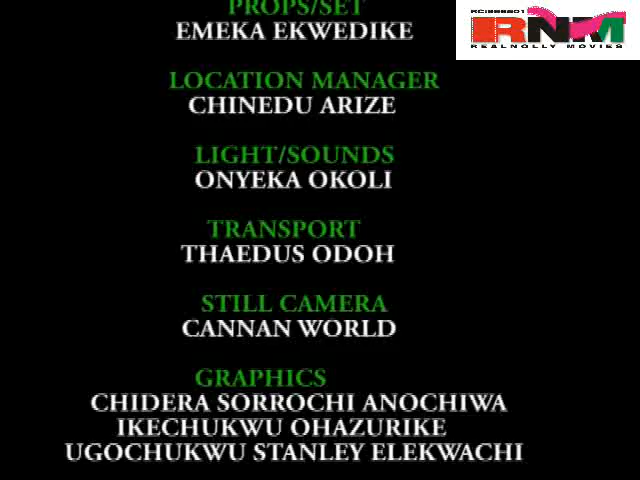 PROPS/SET
EMEKA EKWEDIKE
LOCATION MANAGER
CHINEDU ARIZE
LIGHT/SOUNDS
ONYEKA OKOLI
TRANSPORT
THAEDUS ODOH
STILL CAMERA
CANNAN WORLD
GRAPHICS
CHIDERA SORROCHI ANOCHIWA
IKECHUKWU OHAZURIKE
UGOCHUKWU STANLEY ELEKWACHI
RNM
REALNOLLY MOVIES